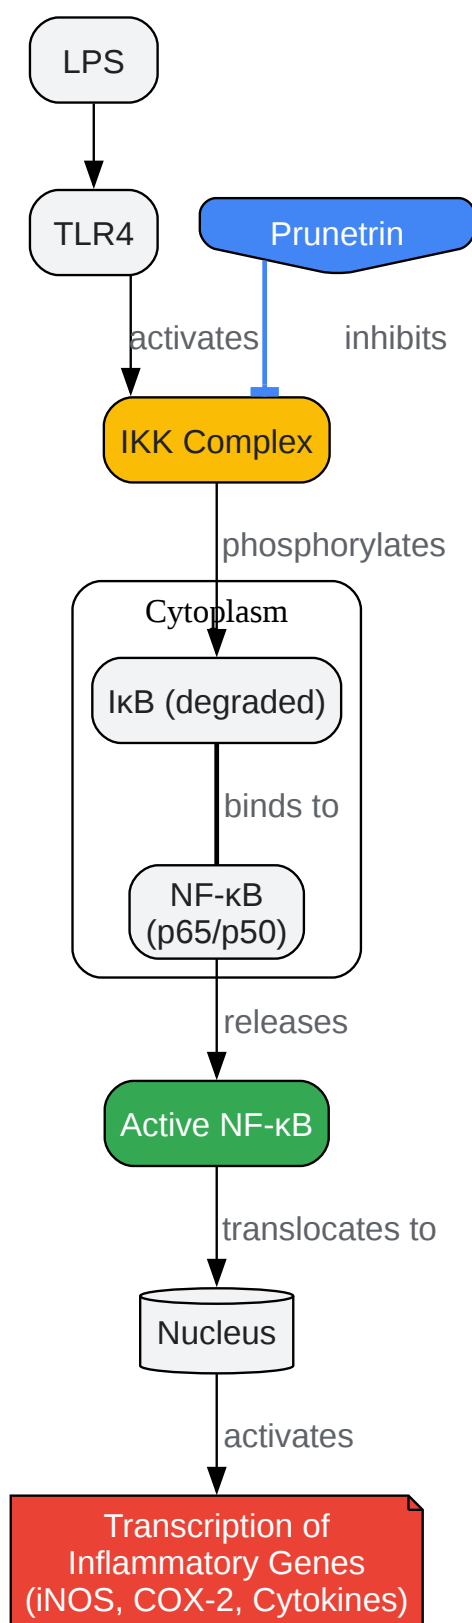 LPS
TLR4
Prunetrin
activates
inhibits
IKK Complex
phosphorylates
Cytoplasm
IκB (degraded)
binds to
NF-κB
(p65/p50)
releases
Active NF-κB
translocates to
Nucleus
activates
Transcription of
Inflammatory Genes
(iNOS, COX-2, Cytokines)